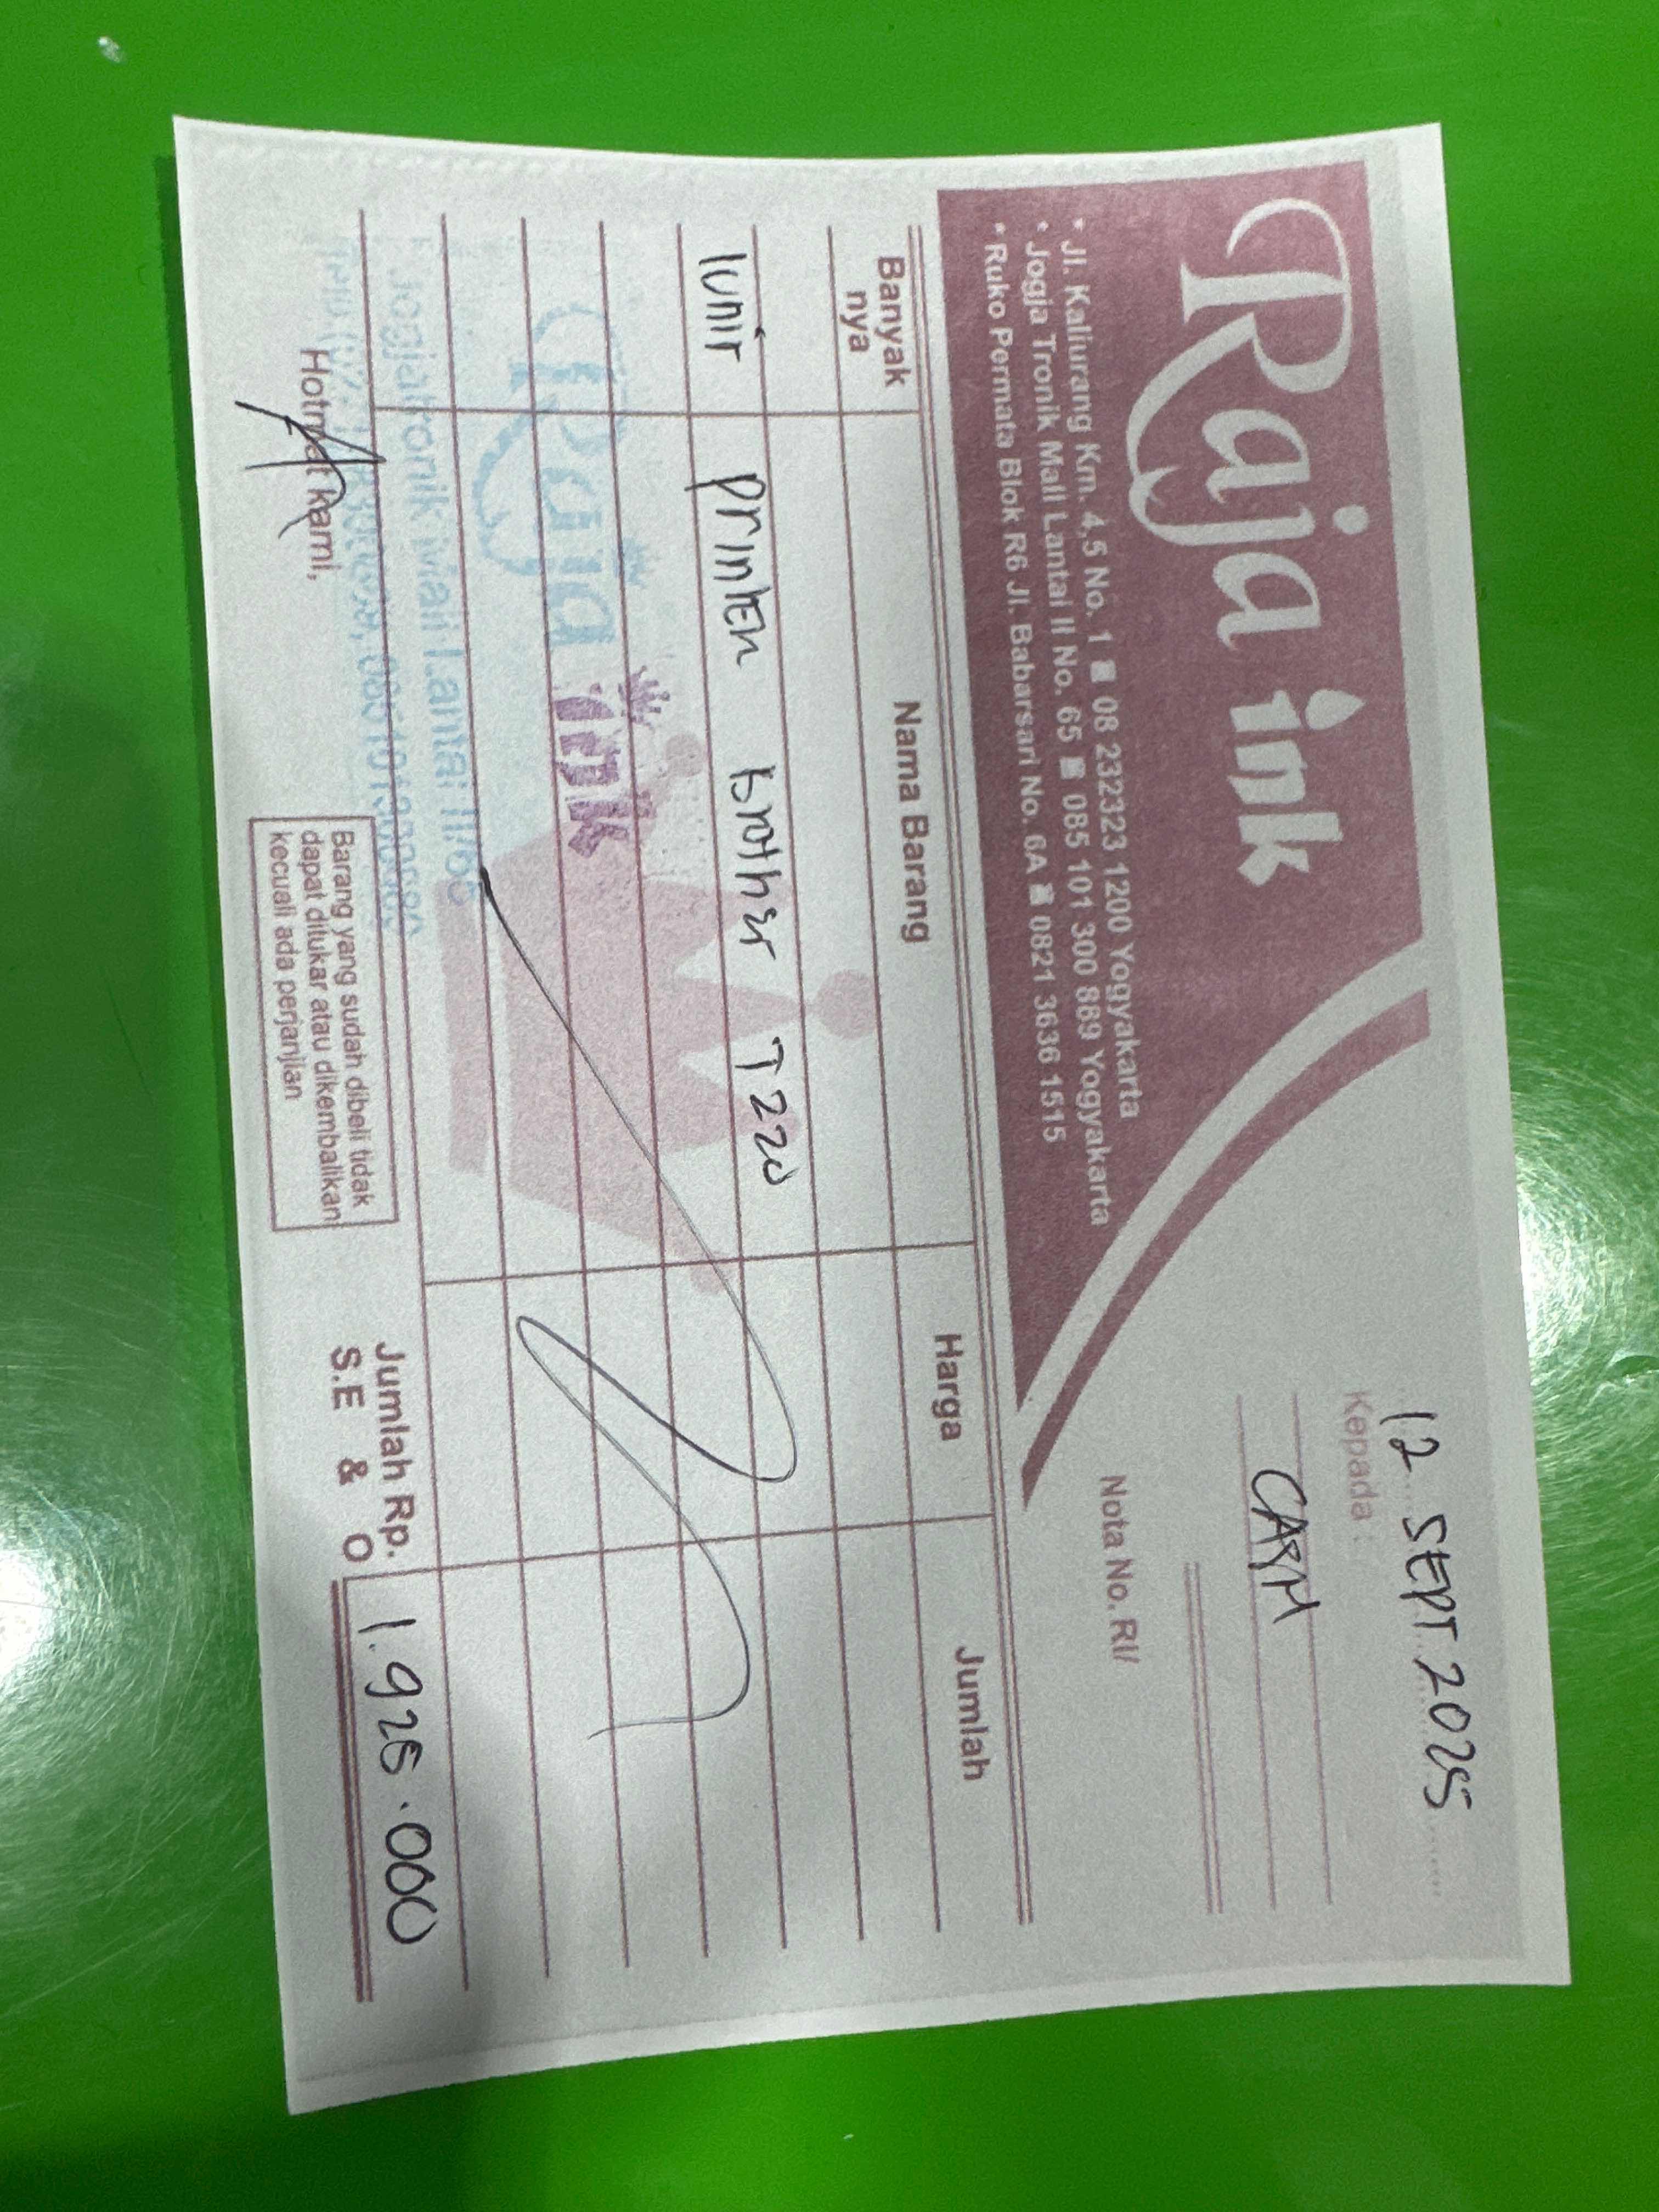 Raja ink
* Jl. Kaliurang Km. 4,5 No. 1 08 232323 1200 Yogyakarta
* Jogja Tronik Mall Lantai II No. 65 085 101 300 889 Yogyakarta
* Ruko Permata Blok R6 Jl. Babarsari No. 6A 0821 3636 1515
12 SEPT 2025
Kepada :
CASH
Nota No. RI/
Banyak nya Nama Barang Harga Jumlah
1unit printer brother T220
Raja ink
Jogjatronik Mall Lantai II/65
Hormat Kami,
Barang yang sudah dibeli tidak
dapat ditukar atau dikembalikan
kecuali ada perjanjian
Jumlah Rp. 1.925.000
S.E & O